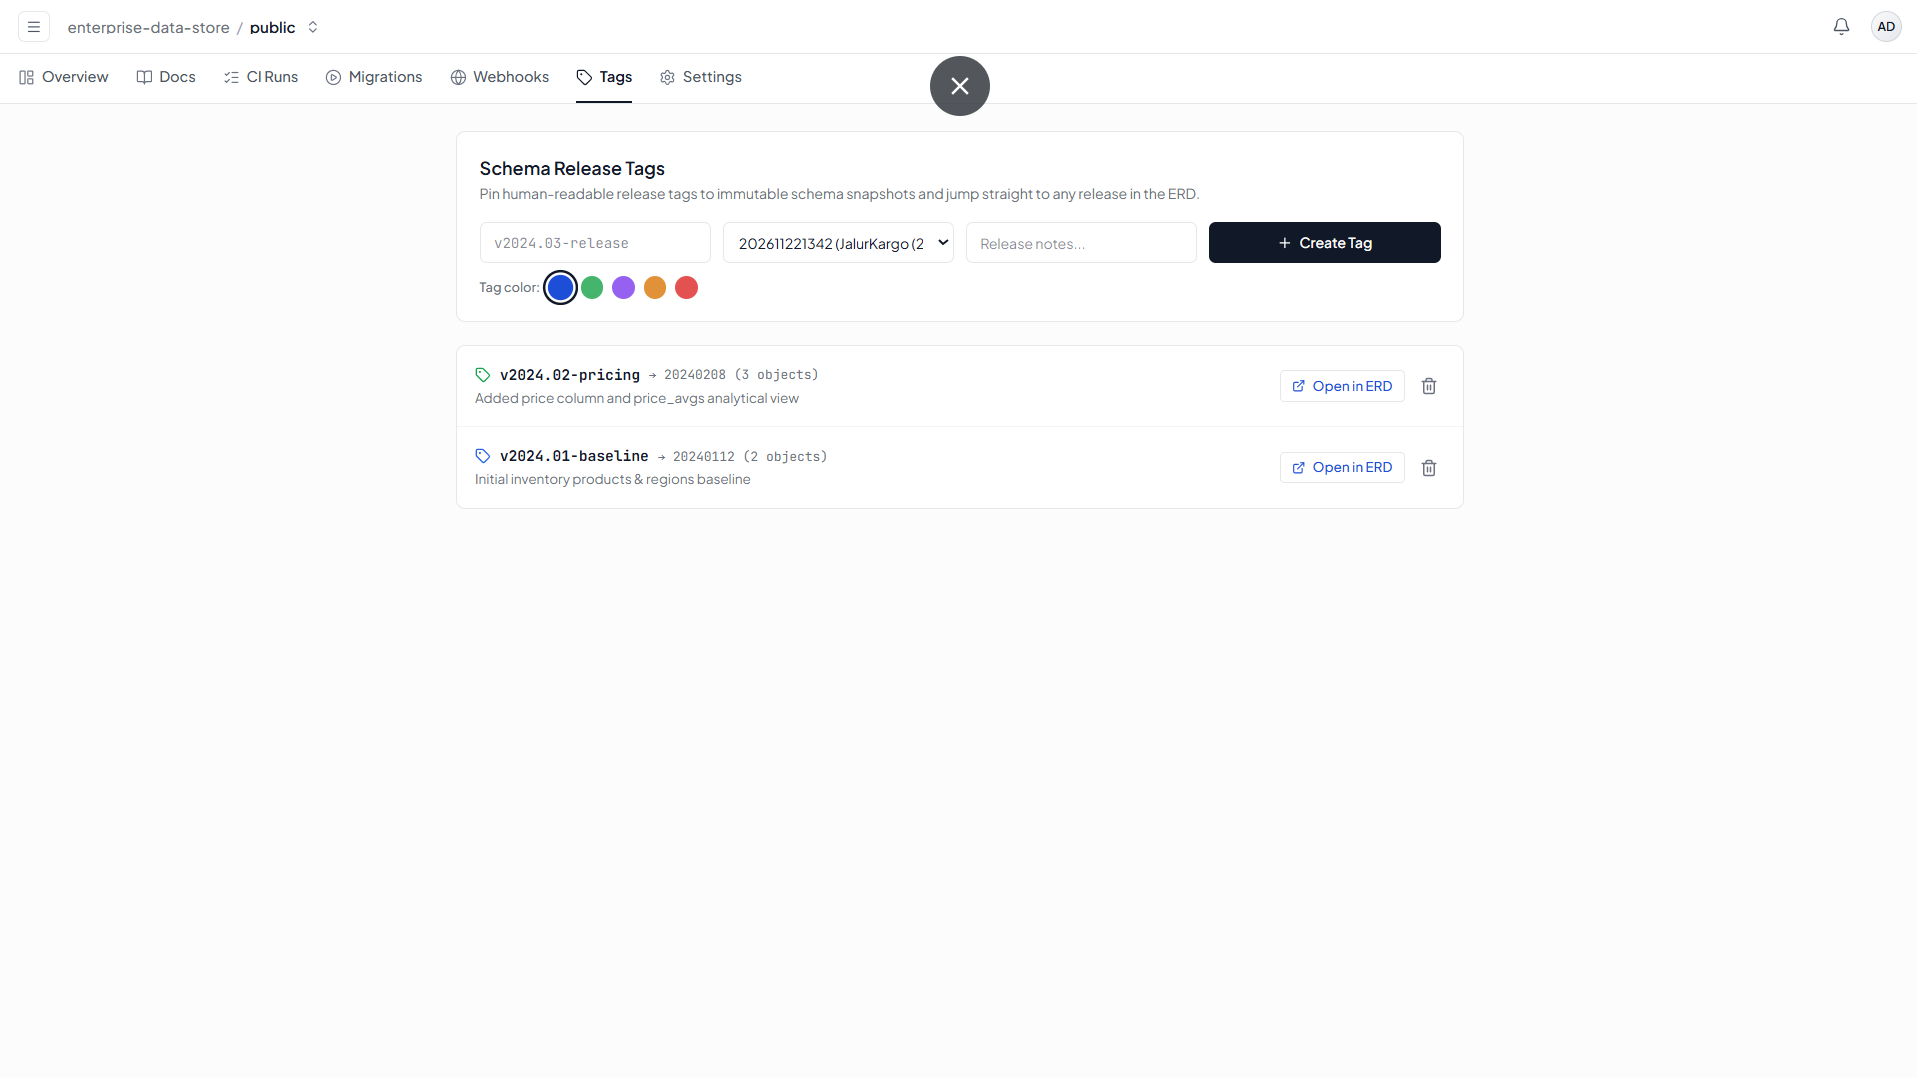 enterprise-data-store / public
AD
Overview
Docs
CI Runs
Migrations
Webhooks
Tags
Settings
Schema Release Tags
Pin human-readable release tags to immutable schema snapshots and jump straight to any release in the ERD.
v2024.03-release
202611221342 (JalurKargo (2
Release notes...
+ Create Tag
Tag color:
v2024.02-pricing → 20240208 (3 objects)
Added price column and price_avgs analytical view
Open in ERD
v2024.01-baseline → 20240112 (2 objects)
Initial inventory products & regions baseline
Open in ERD